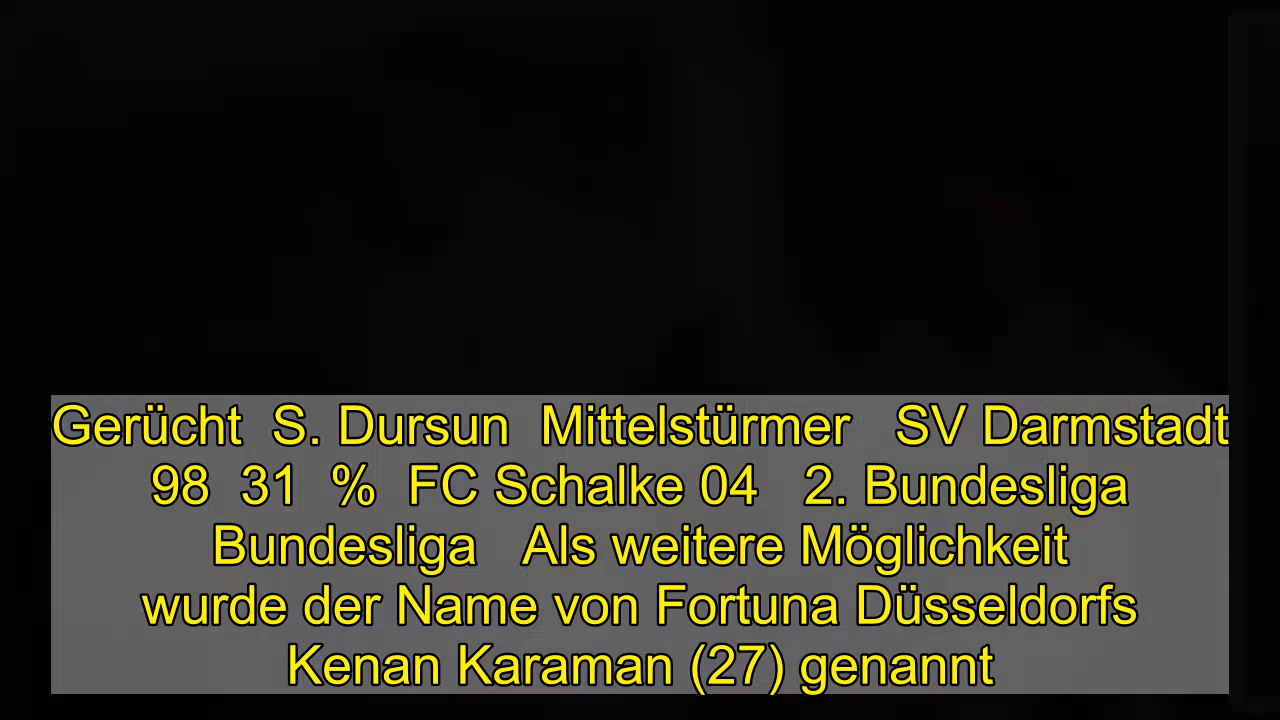 Gerücht  S. Dursun  Mittelstürmer   SV Darmstadt
98  31  %  FC Schalke 04   2. Bundesliga
Bundesliga   Als weitere Möglichkeit
wurde der Name von Fortuna Düsseldorfs
Kenan Karaman (27) genannt